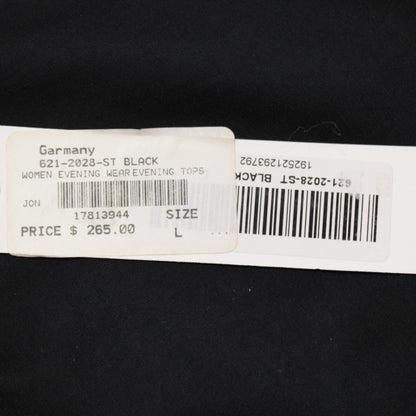 Garmany
621-2028-ST BLACK
WOMEN EVENING WEAREVENING TOPS
JON
17813944
SIZE
PRICE $ 265.00
L
192521293792
621-2028-ST BLACK